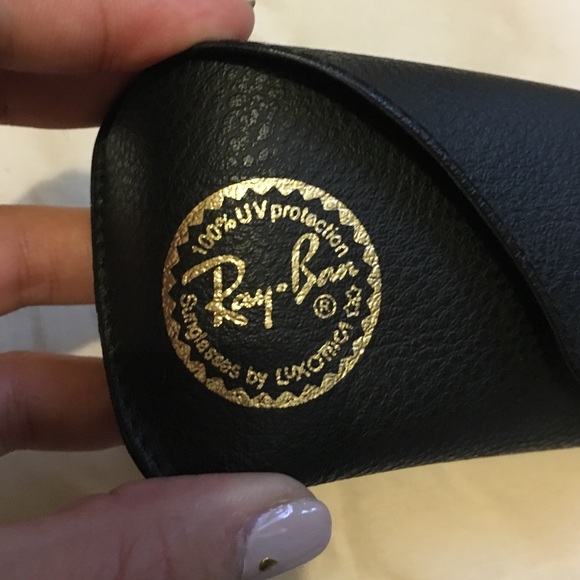 100% UV protection
Ray-Ban
®
Sunglasses by LUXOTTICA